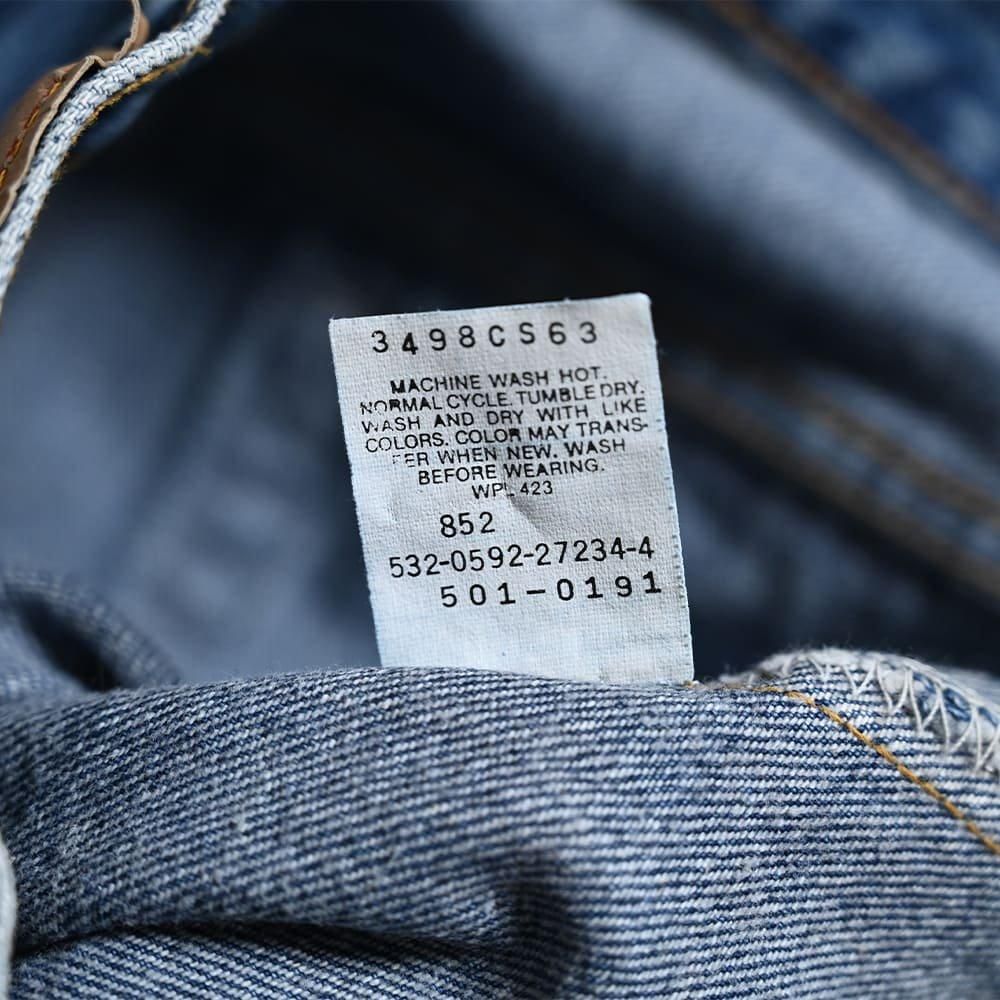 3498CS63
MACHINE WASH HOT.
NORMAL CYCLE. TUMBLE DRY.
WASH AND DRY WITH LIKE
COLORS. COLOR MAY TRANS-
FER WHEN NEW. WASH
BEFORE WEARING.
WPL 423
852
532-0592-27234-4
501-0191